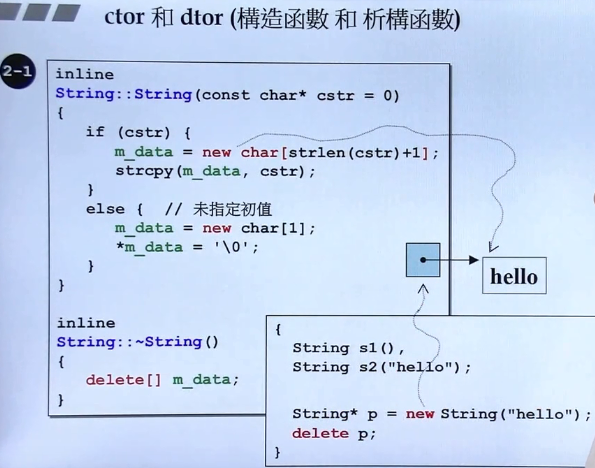 ctor 和 dtor (構造函數 和 析構函數)
2-1
inline
String::String(const char* cstr = 0)
{
if (cstr) {
m_data = new char[strlen(cstr)+1];
strcpy(m_data, cstr);
}
else { // 未指定初值
m_data = new char[1];
*m_data = '\0';
}
}
inline
String::~String()
{
delete[] m_data;
}
hello
{
String s1(),
String s2("hello");
String* p = new String("hello");
delete p;
}